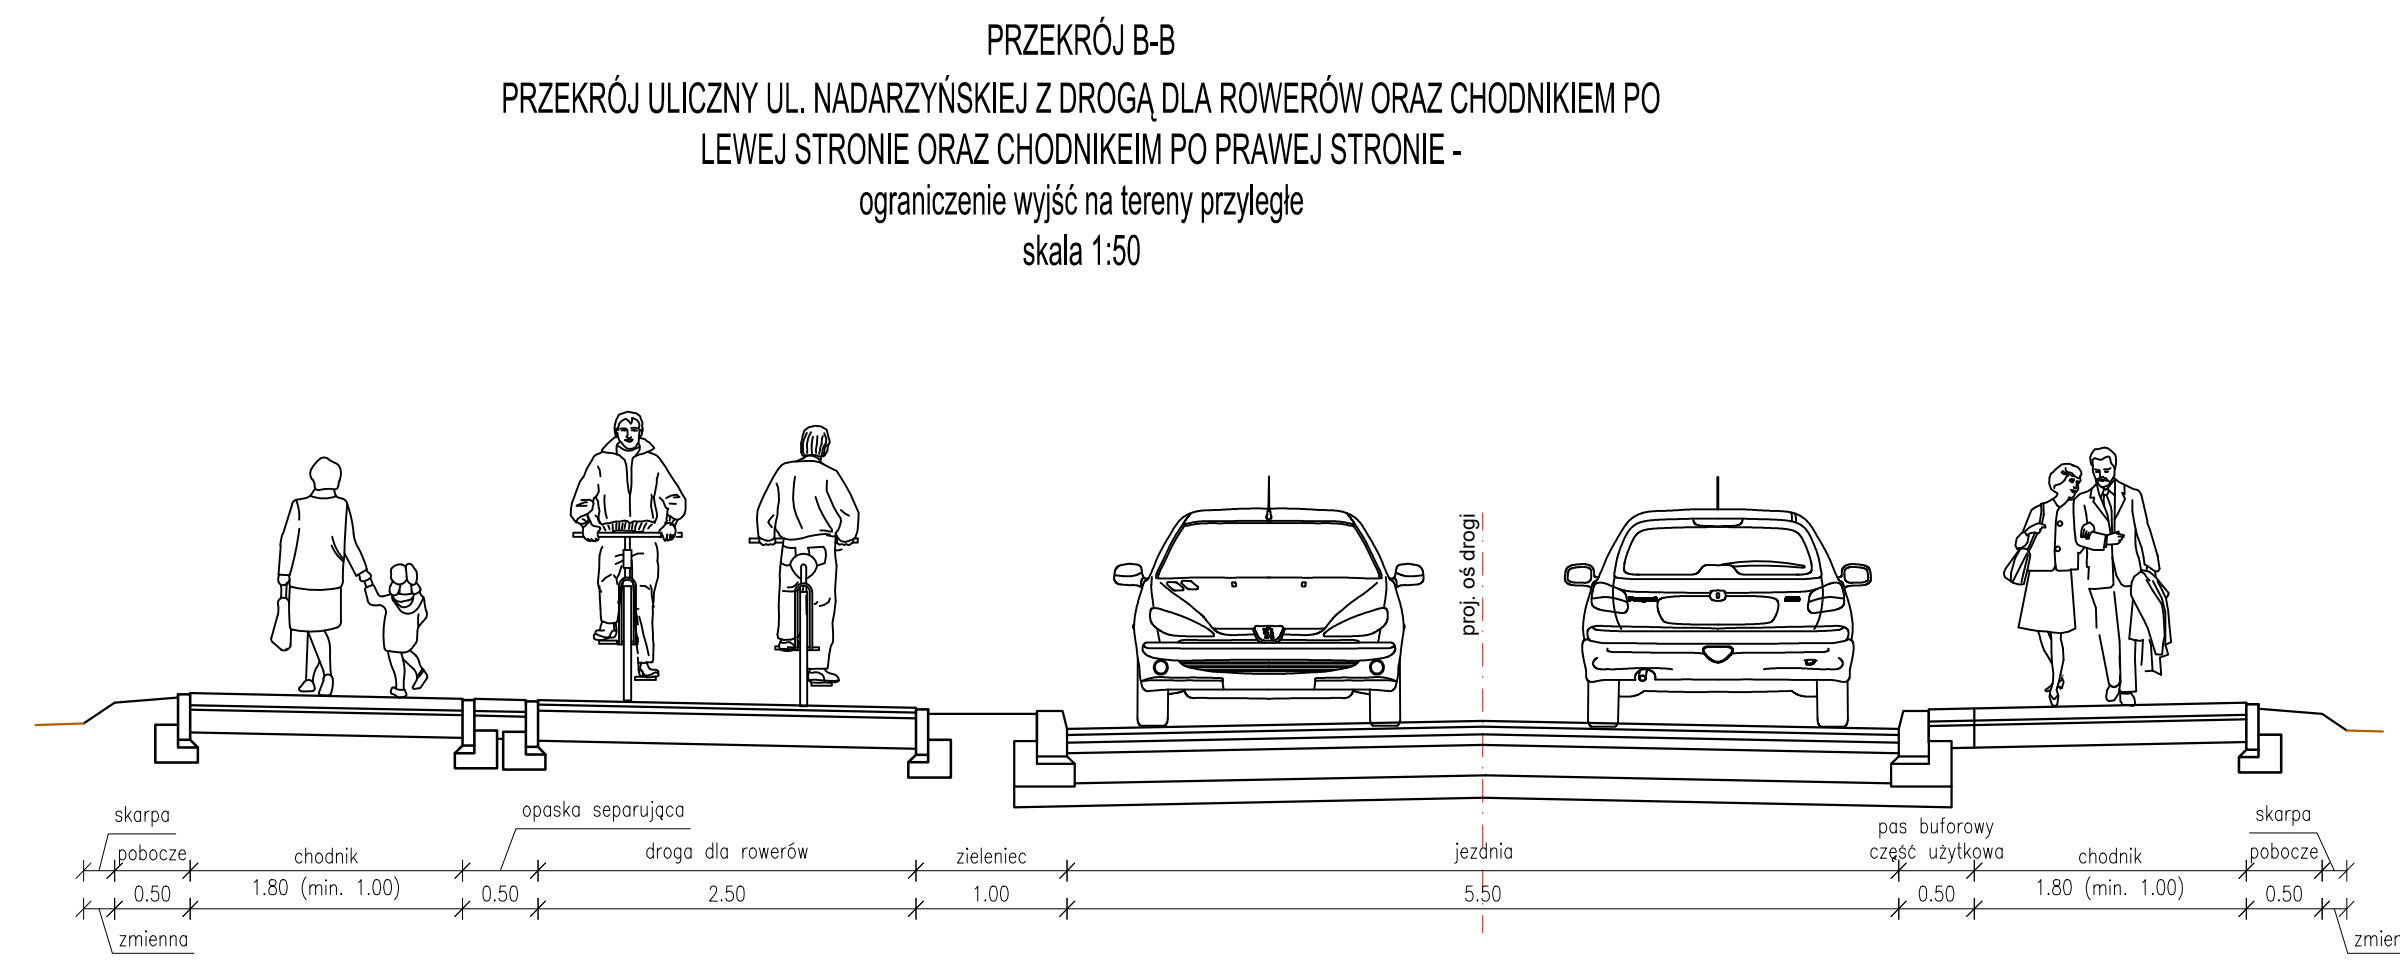 PRZEKRÓJ B-B
PRZEKRÓJ ULICZNY UL. NADARZYŃSKIEJ Z DROGĄ DLA ROWERÓW ORAZ CHODNIKIEM PO
LEWEJ STRONIE ORAZ CHODNIKEIM PO PRAWEJ STRONIE -
ograniczenie wyjść na tereny przyległe
skala 1:50
proj. oś drogi
skarpa
opaska separująca
pas buforowy
skarpa
pobocze
chodnik
droga dla rowerów
zieleniec
jezdnia
część użytkowa
chodnik
pobocze
0.50
1.80 (min. 1.00)
0.50
2.50
1.00
5.50
0.50
1.80 (min. 1.00)
0.50
zmienna